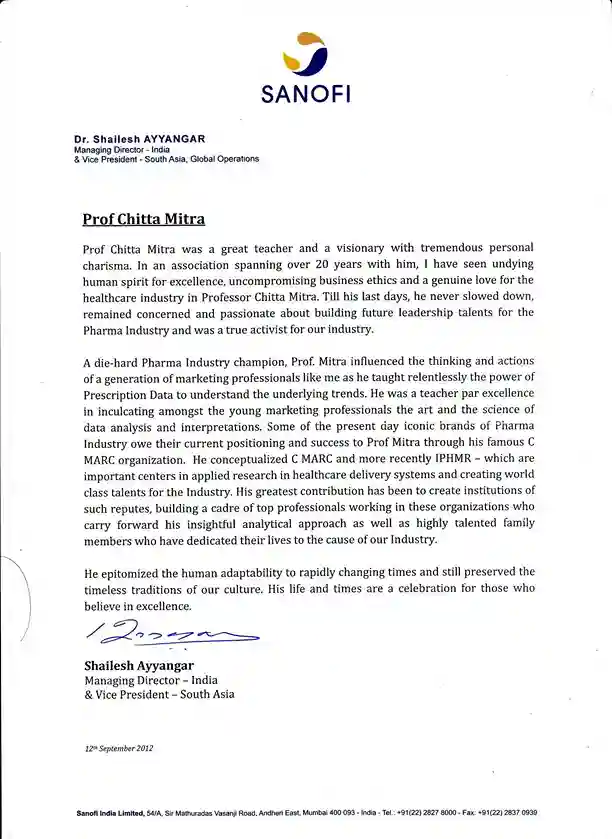 SANOFI
Dr. Shailesh AYYANGAR
Managing Director - India
& Vice President - South Asia, Global Operations
Prof Chitta Mitra
Prof Chitta Mitra was a great teacher and a visionary with tremendous personal
charisma. In an association spanning over 20 years with him, I have seen undying
human spirit for excellence, uncompromising business ethics and a genuine love for the
healthcare industry in Professor Chitta Mitra. Till his last days, he never slowed down,
remained concerned and passionate about building future leadership talents for the
Pharma Industry and was a true activist for our industry.
A die-hard Pharma Industry champion, Prof. Mitra influenced the thinking and actions
of a generation of marketing professionals like me as he taught relentlessly the power of
Prescription Data to understand the underlying trends. He was a teacher par excellence
in inculcating amongst the young marketing professionals the art and the science of
data analysis and interpretations. Some of the present day iconic brands of Pharma
Industry owe their current positioning and success to Prof Mitra through his famous C
MARC organization. He conceptualized C MARC and more recently IPHMR – which are
important centers in applied research in healthcare delivery systems and creating world
class talents for the Industry. His greatest contribution has been to create institutions of
such reputes, building a cadre of top professionals working in these organizations who
carry forward his insightful analytical approach as well as highly talented family
members who have dedicated their lives to the cause of our Industry.
He epitomized the human adaptability to rapidly changing times and still preserved the
timeless traditions of our culture. His life and times are a celebration for those who
believe in excellence.
Shailesh Ayyangar
Managing Director – India
& Vice President – South Asia
12th September 2012
Sanofi India Limited, 54/A, Sir Mathuradas Vasanji Road, Andheri East, Mumbai 400 093 - India - Tel.: +91(22) 2827 8000 - Fax: +91(22) 2837 0939